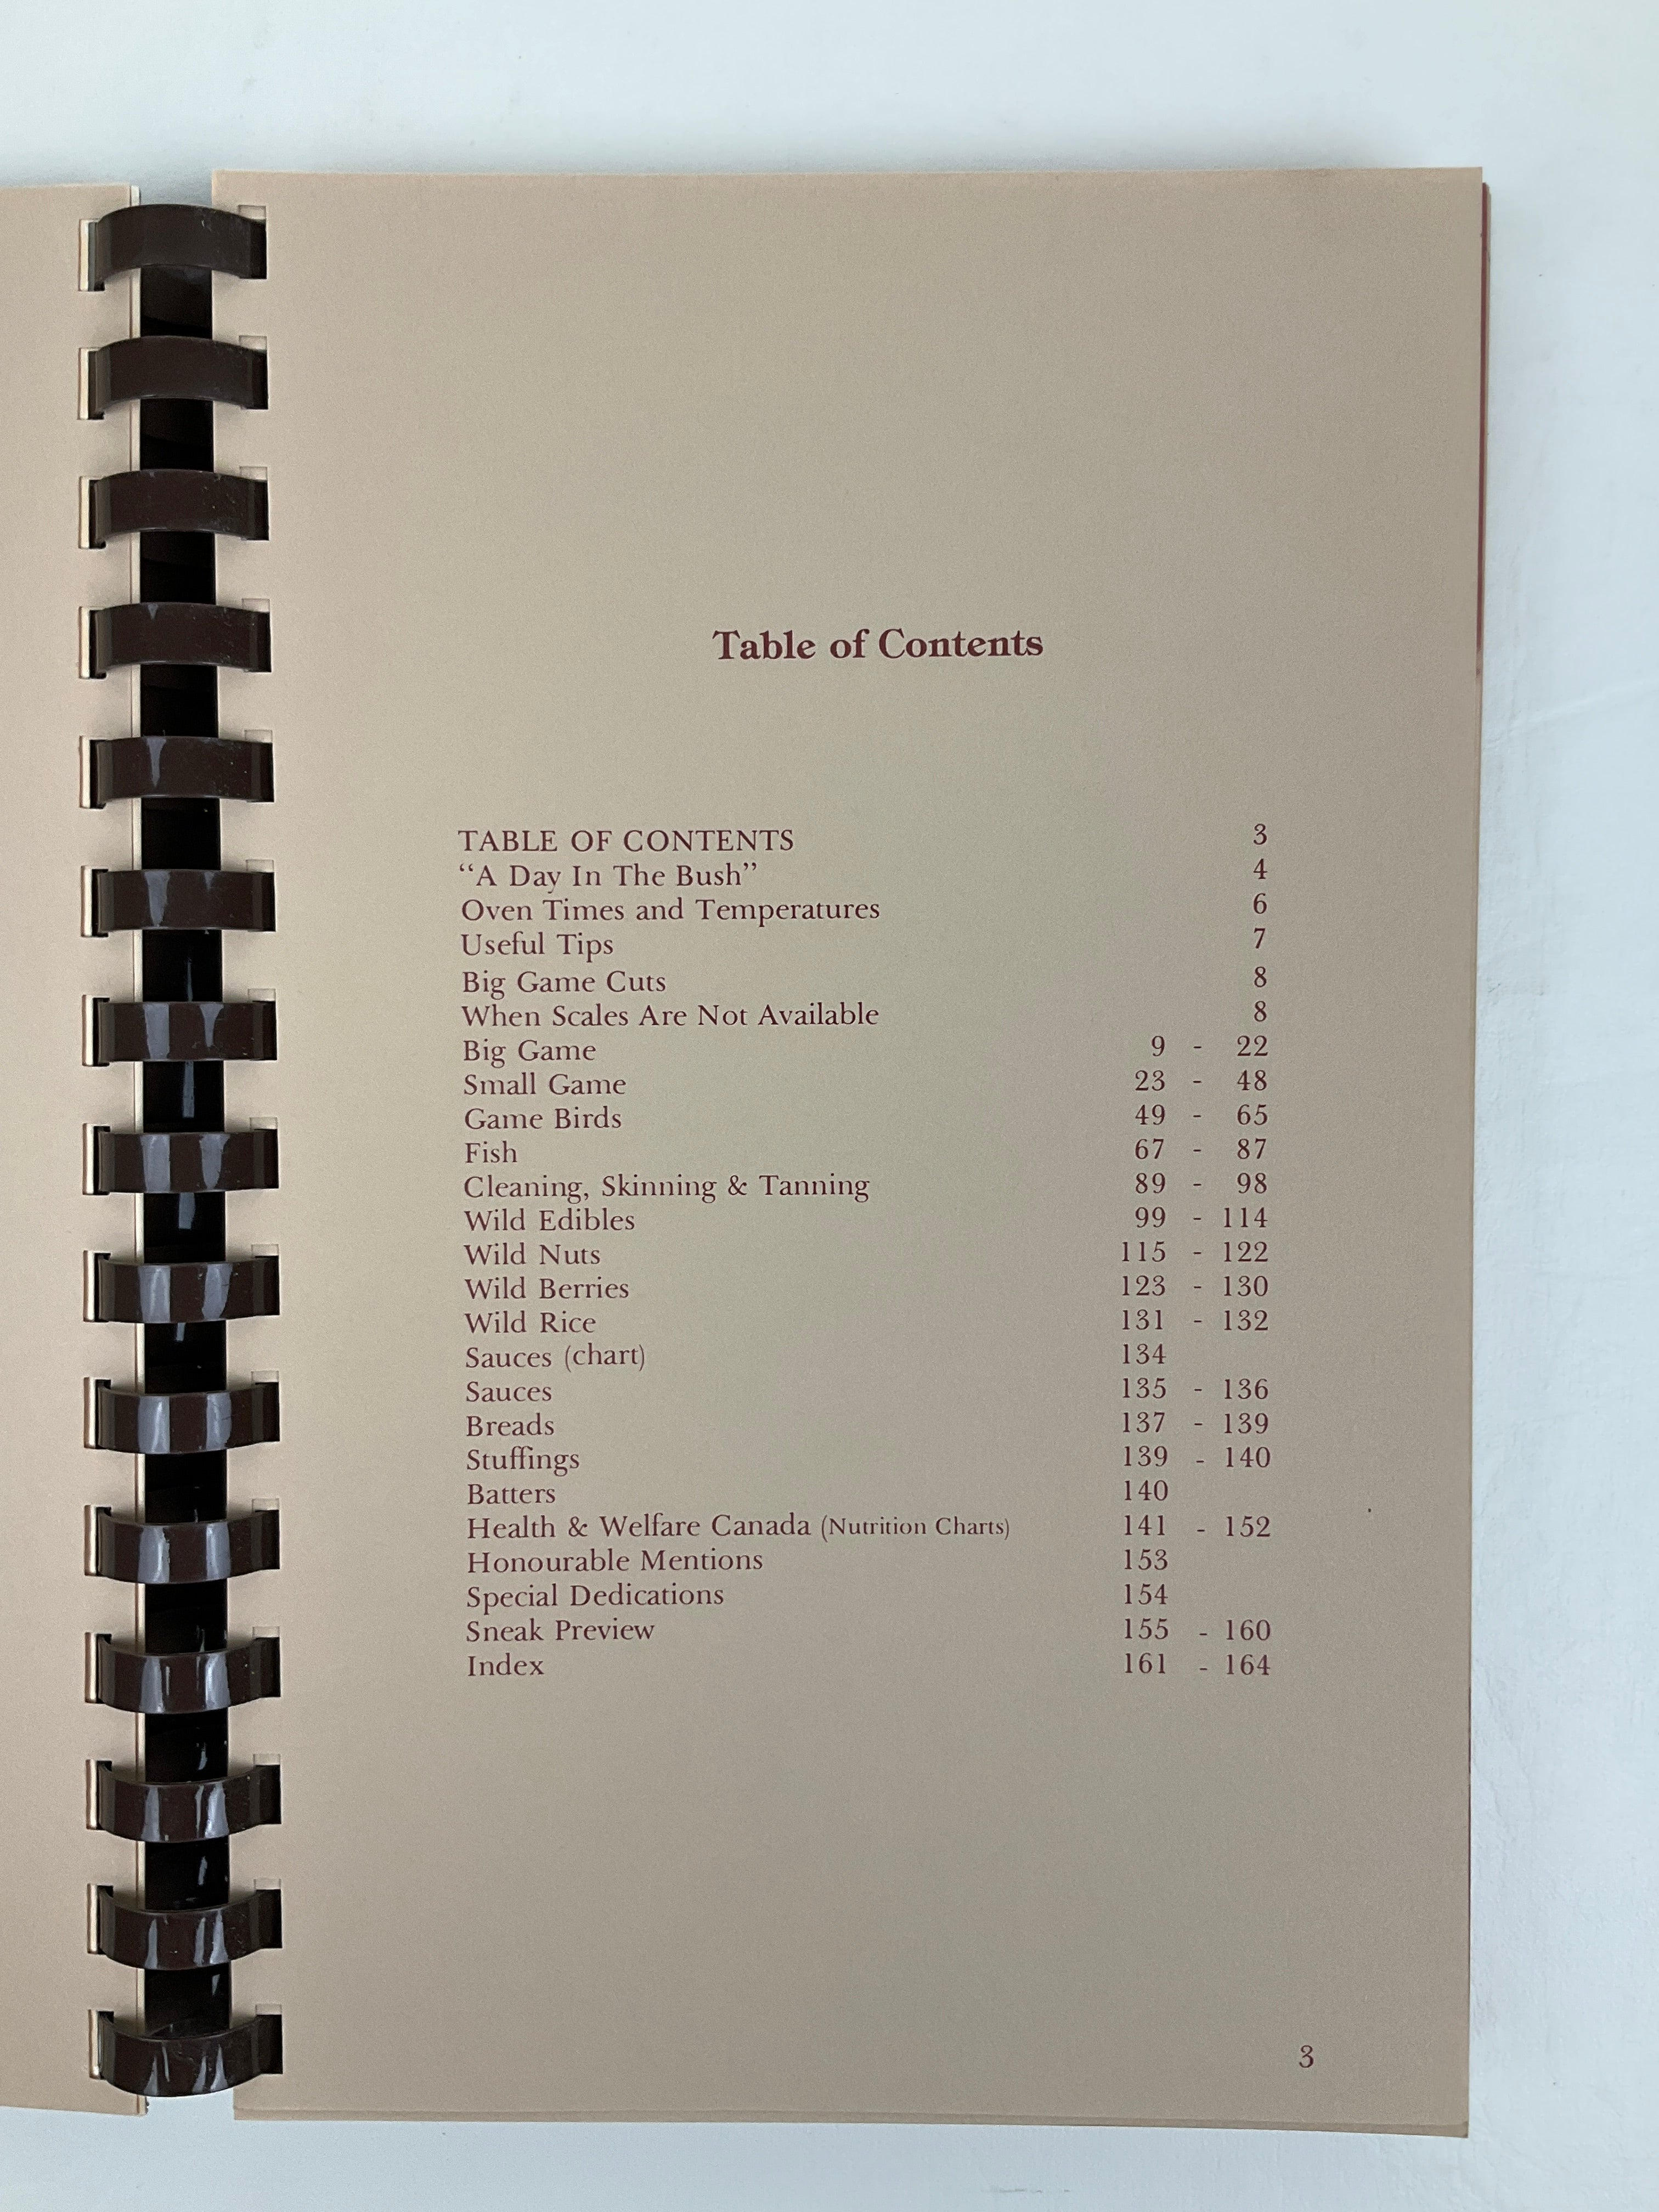 Table of Contents
TABLE OF CONTENTS 3
“A Day In The Bush” 4
Oven Times and Temperatures 6
Useful Tips 7
Big Game Cuts 8
When Scales Are Not Available 8
Big Game 9 - 22
Small Game 23 - 48
Game Birds 49 - 65
Fish 67 - 87
Cleaning, Skinning & Tanning 89 - 98
Wild Edibles 99 - 114
Wild Nuts 115 - 122
Wild Berries 123 - 130
Wild Rice 131 - 132
Sauces (chart) 134
Sauces 135 - 136
Breads 137 - 139
Stuffings 139 - 140
Batters 140
Health & Welfare Canada (Nutrition Charts) 141 - 152
Honourable Mentions 153
Special Dedications 154
Sneak Preview 155 - 160
Index 161 - 164
3